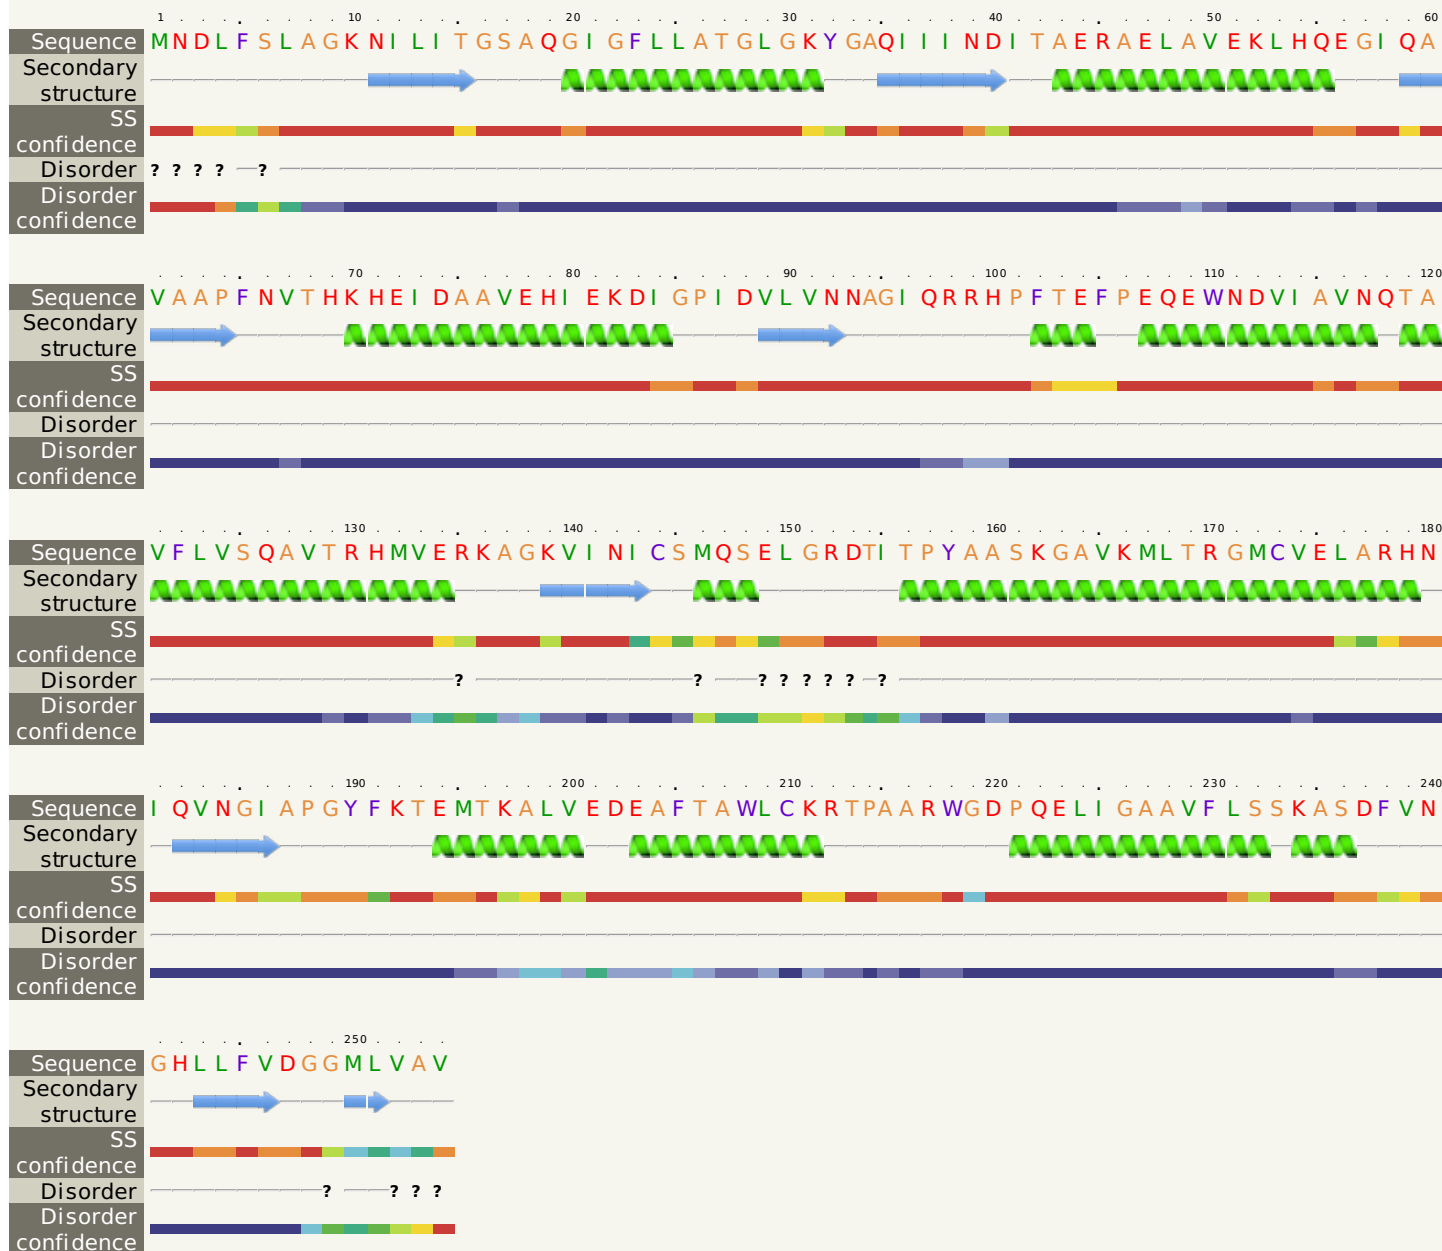 1 10 20 30 40 50 60
Sequence MNDLFSLAGKNILITGSAQGIGFLLATGLGKYGAQIIINDITAERAELAVEKLHQEGIQA
Secondary
structure
SS
confidence
Disorder ? ? ? ? ?
Disorder
confidence
70 80 90 100 110 120
Sequence VAAPFNVTHKHEIDAAVEHIEKDIGPIDVLVNNAGIQRRHPFTEFPEQEWNDVIAVNQTA
Secondary
structure
SS
confidence
Disorder
Disorder
confidence
130 140 150 160 170 180
Sequence VFLVSQAVTRHMVERKAGKVINICSMQSELGRDTITPYAASKGAVKMLTRGMCVELARHN
Secondary
structure
SS
confidence
Disorder ? ? ? ? ? ? ? ?
Disorder
confidence
190 200 210 220 230 240
Sequence IQVNGIAPGYFKTEMTKALVEDEAFTAWLCKRTPAARWGDPQELIGAAVFLSSKASDFVN
Secondary
structure
SS
confidence
Disorder
Disorder
confidence
250
Sequence GHLLFVDGGMLVAV
Secondary
structure
SS
confidence
Disorder ? ? ? ?
Disorder
confidence